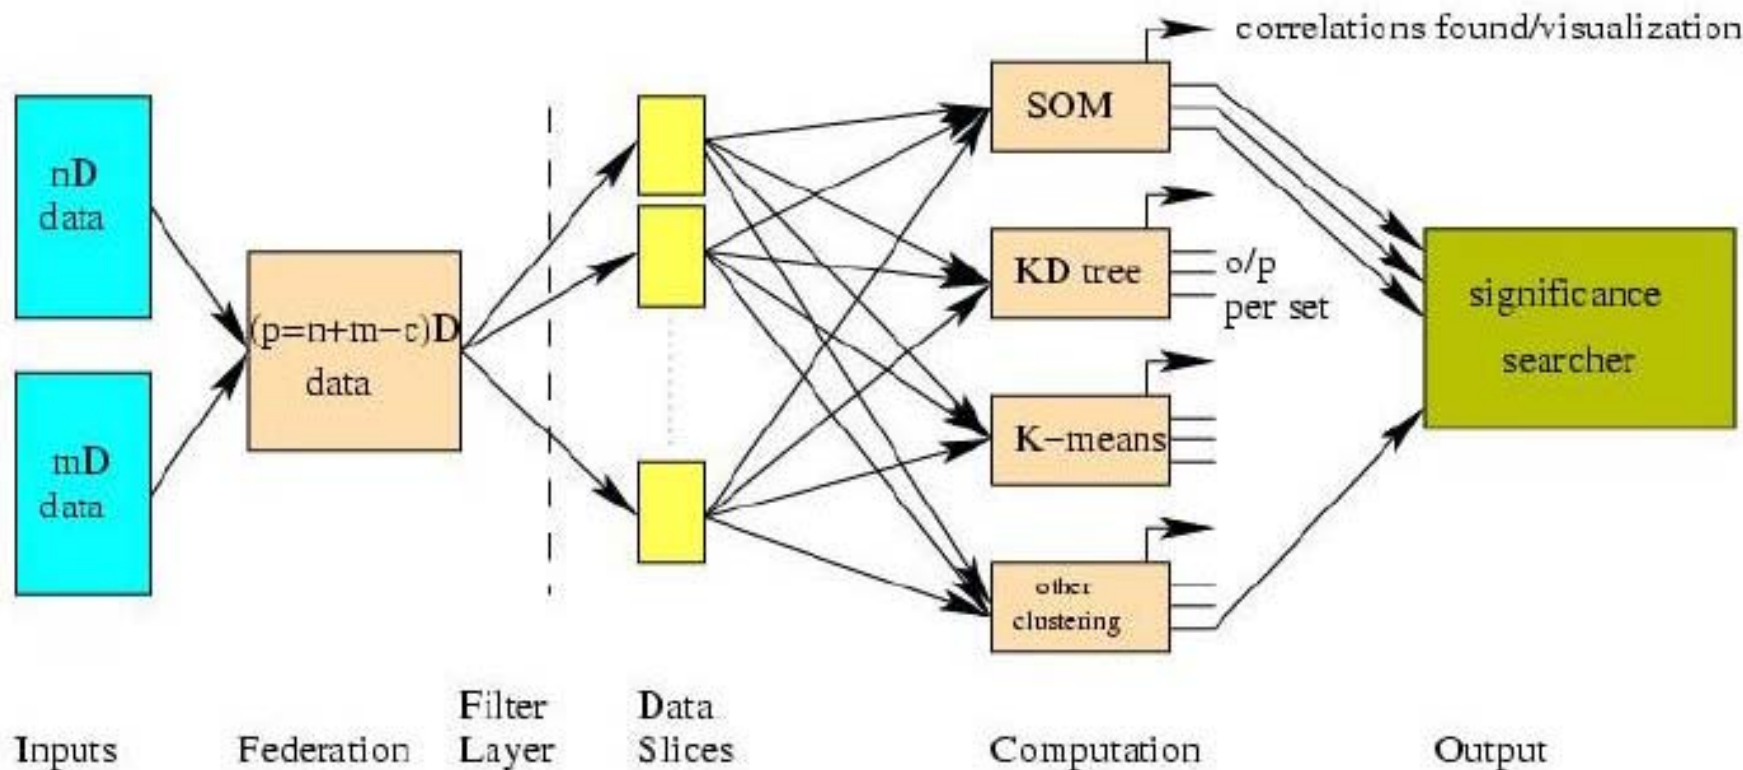 correlations found/visualization
nD
data
mD
data
(p=n+m−c)D
data
SOM
KD tree
o/p
per set
K−means
other
clustering
significance
searcher
Inputs
Federation
Filter
Layer
Data
Slices
Computation
Output